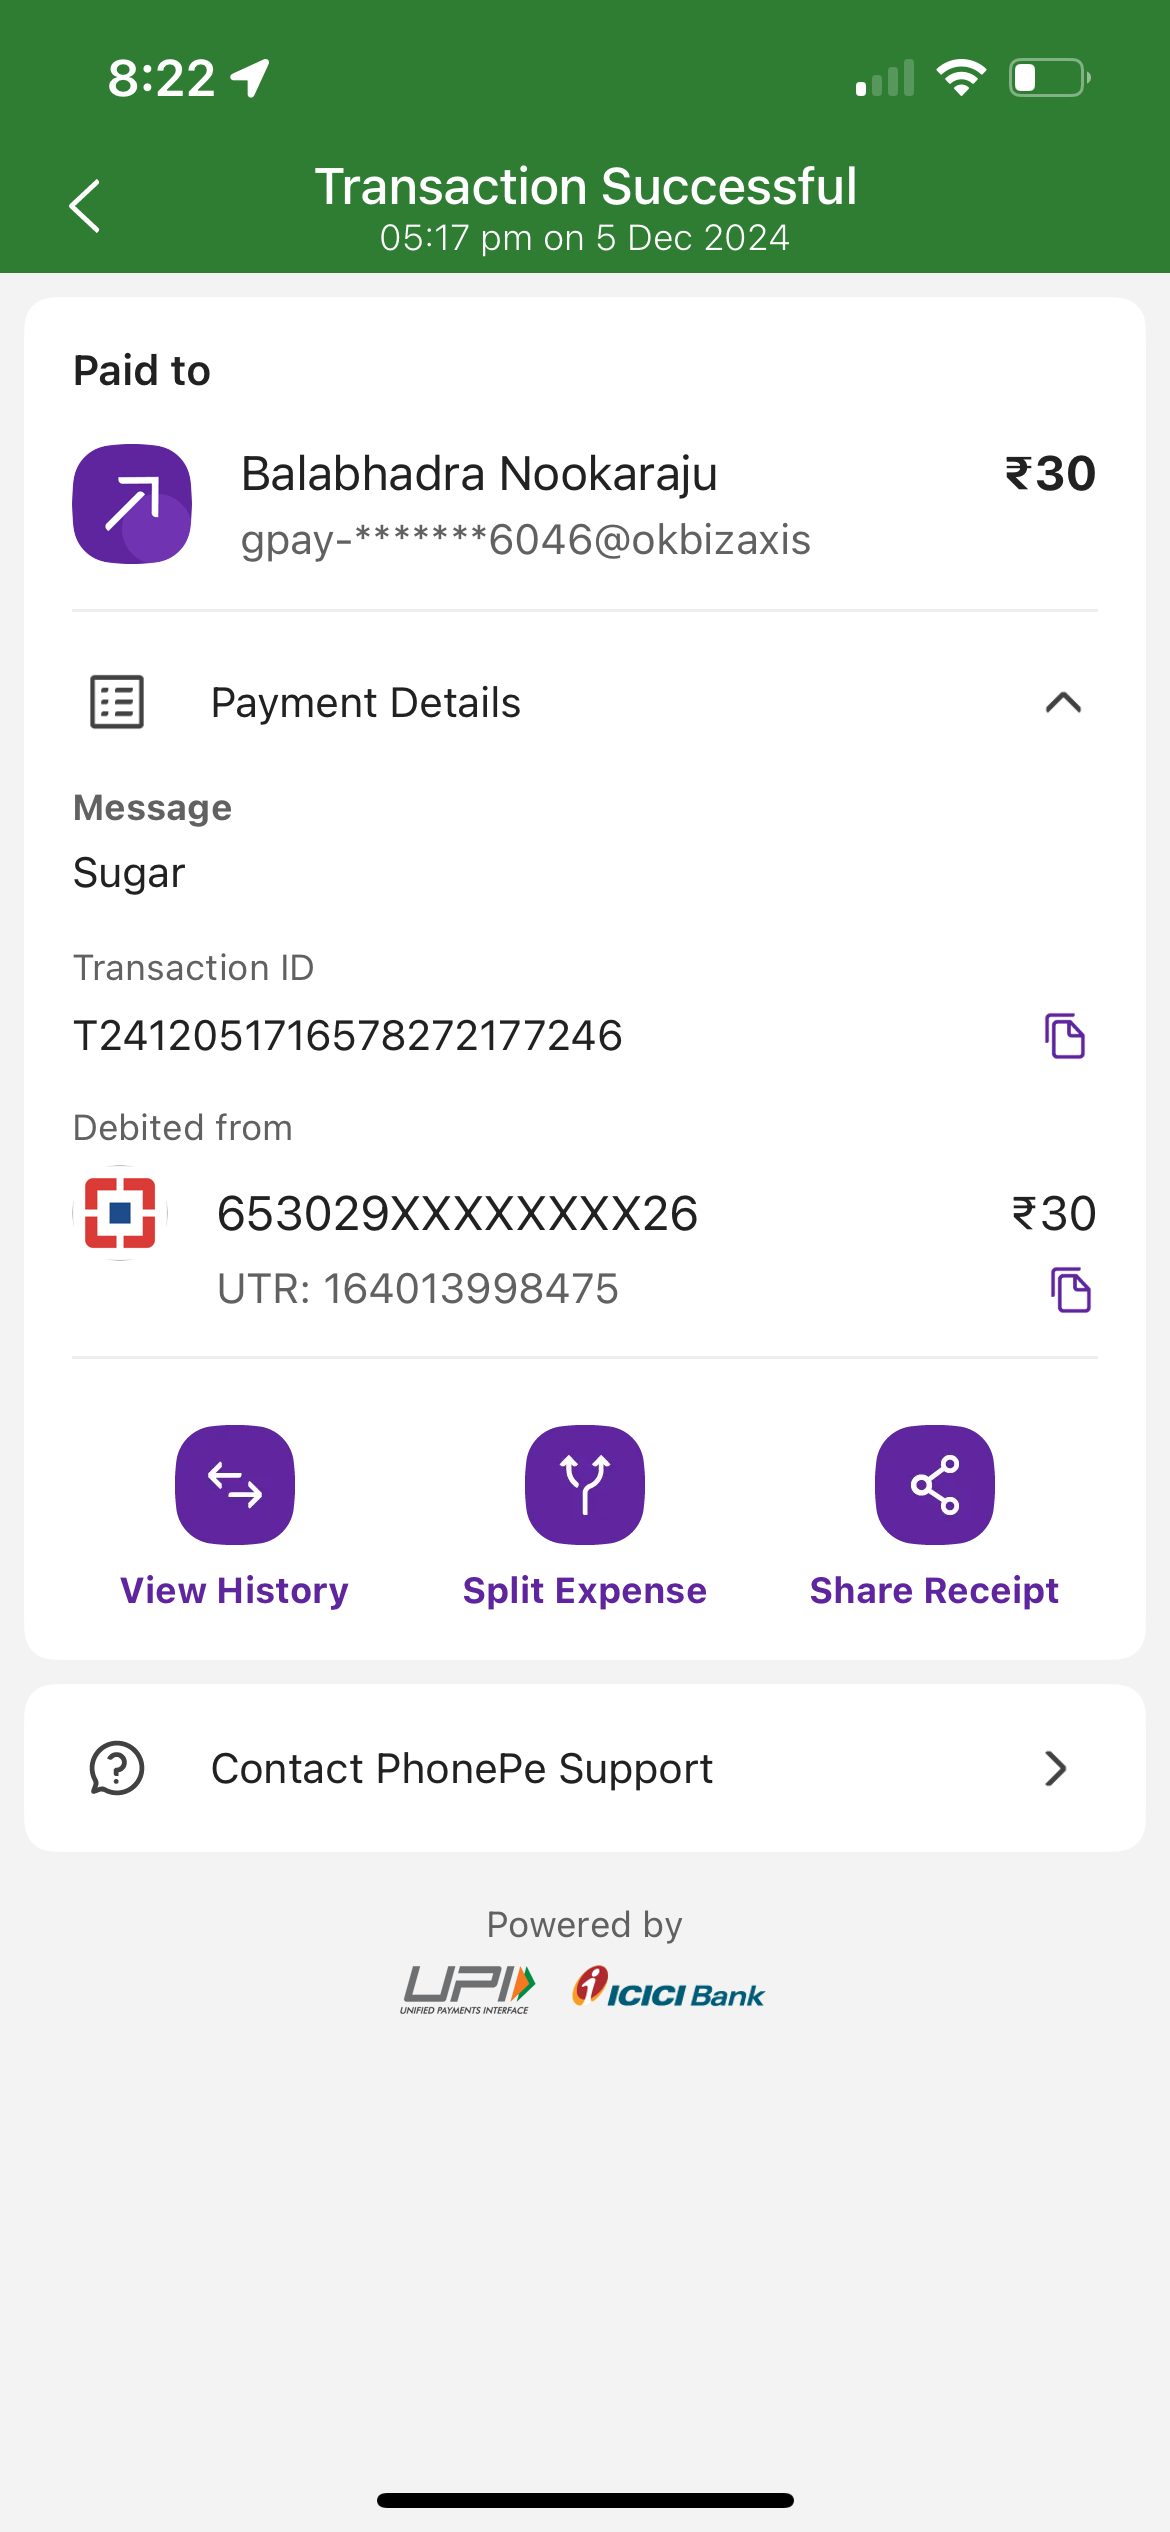 8:22
Transaction Successful
05:17 pm on 5 Dec 2024
Paid to
Balabhadra Nookaraju
₹30
gpay-*******6046@okbizaxis
Payment Details
Message
Sugar
Transaction ID
T2412051716578272177246
Debited from
653029XXXXXXXX26
₹30
UTR: 164013998475
View History
Split Expense
Share Receipt
Contact PhonePe Support
Powered by
UPI
UNIFIED PAYMENTS INTERFACE
ICICI Bank